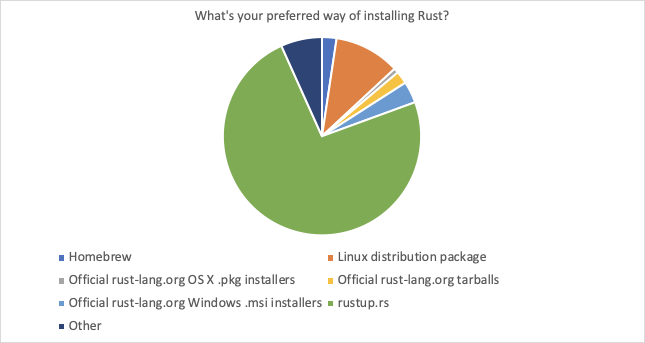 What's your preferred way of installing Rust?
Homebrew
Linux distribution package
Official rust-lang.org OS X .pkg installers
Official rust-lang.org tarballs
Official rust-lang.org Windows .msi installers
rustup.rs
Other